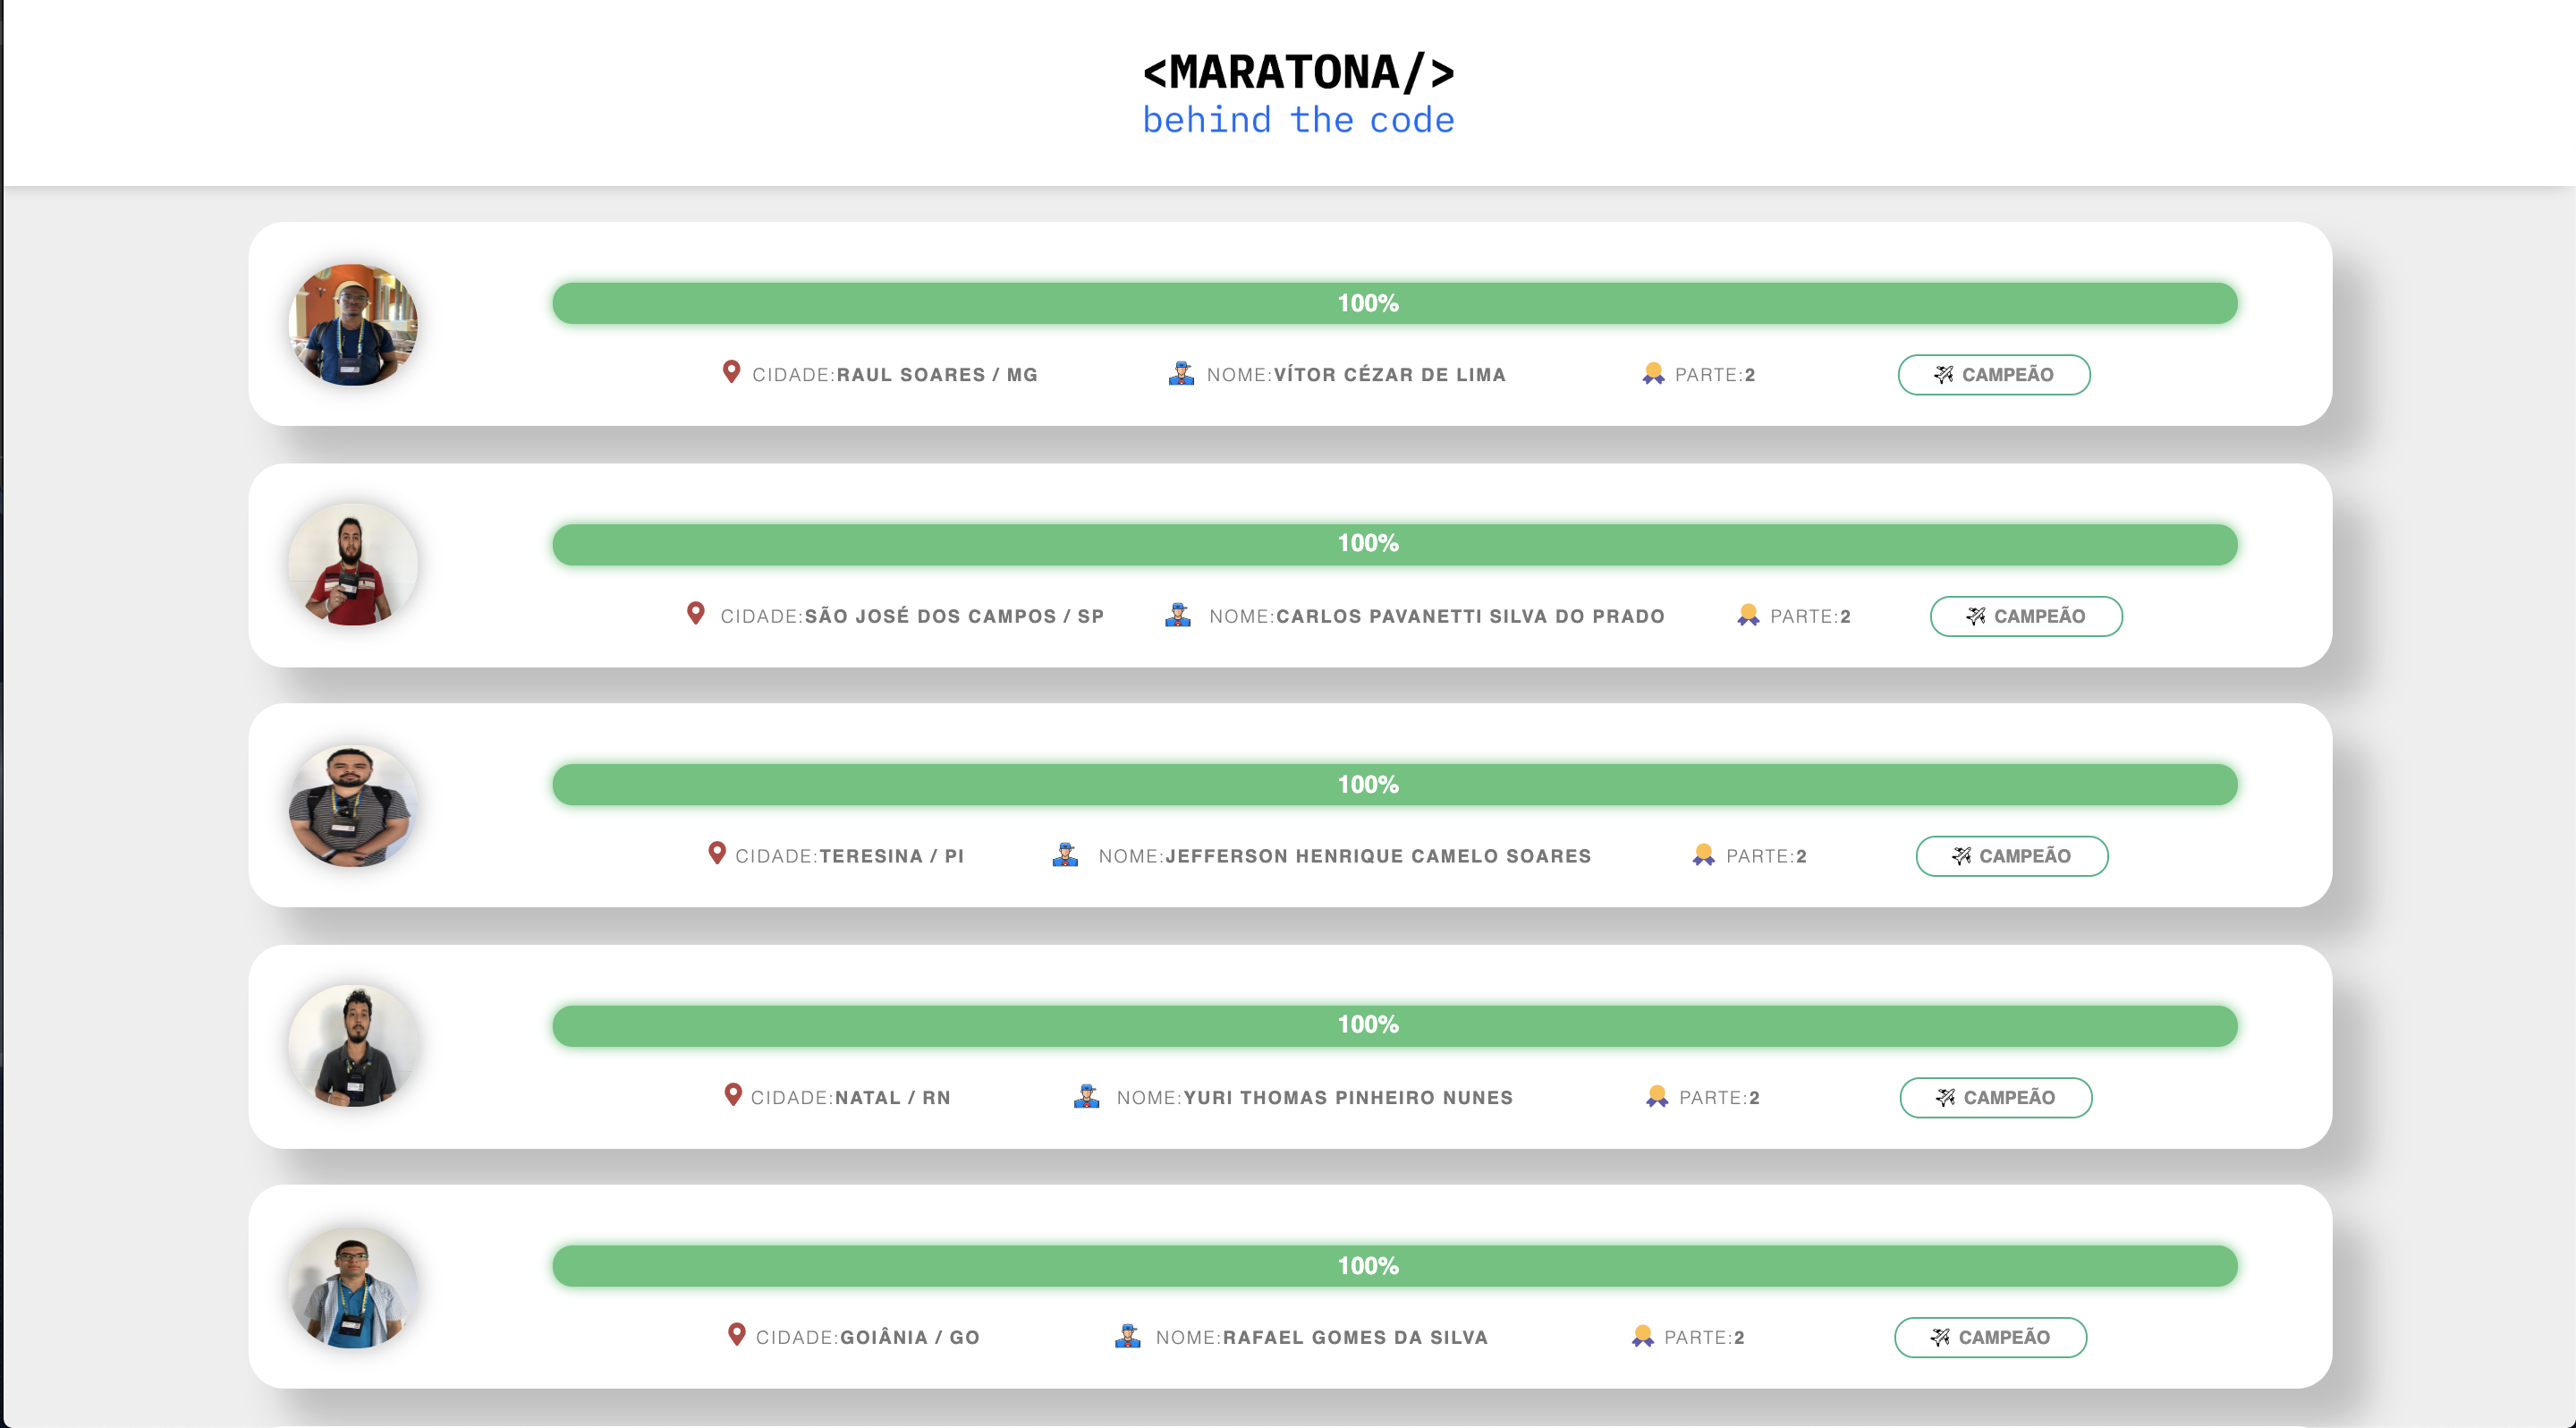 <MARATONA/>
behind the code
100%
CIDADE:RAUL SOARES / MG NOME:VÍTOR CÉZAR DE LIMA PARTE:2 CAMPEÃO
100%
CIDADE:SÃO JOSÉ DOS CAMPOS / SP NOME:CARLOS PAVANETTI SILVA DO PRADO PARTE:2 CAMPEÃO
100%
CIDADE:TERESINA / PI NOME:JEFFERSON HENRIQUE CAMELO SOARES PARTE:2 CAMPEÃO
100%
CIDADE:NATAL / RN NOME:YURI THOMAS PINHEIRO NUNES PARTE:2 CAMPEÃO
100%
CIDADE:GOIÂNIA / GO NOME:RAFAEL GOMES DA SILVA PARTE:2 CAMPEÃO